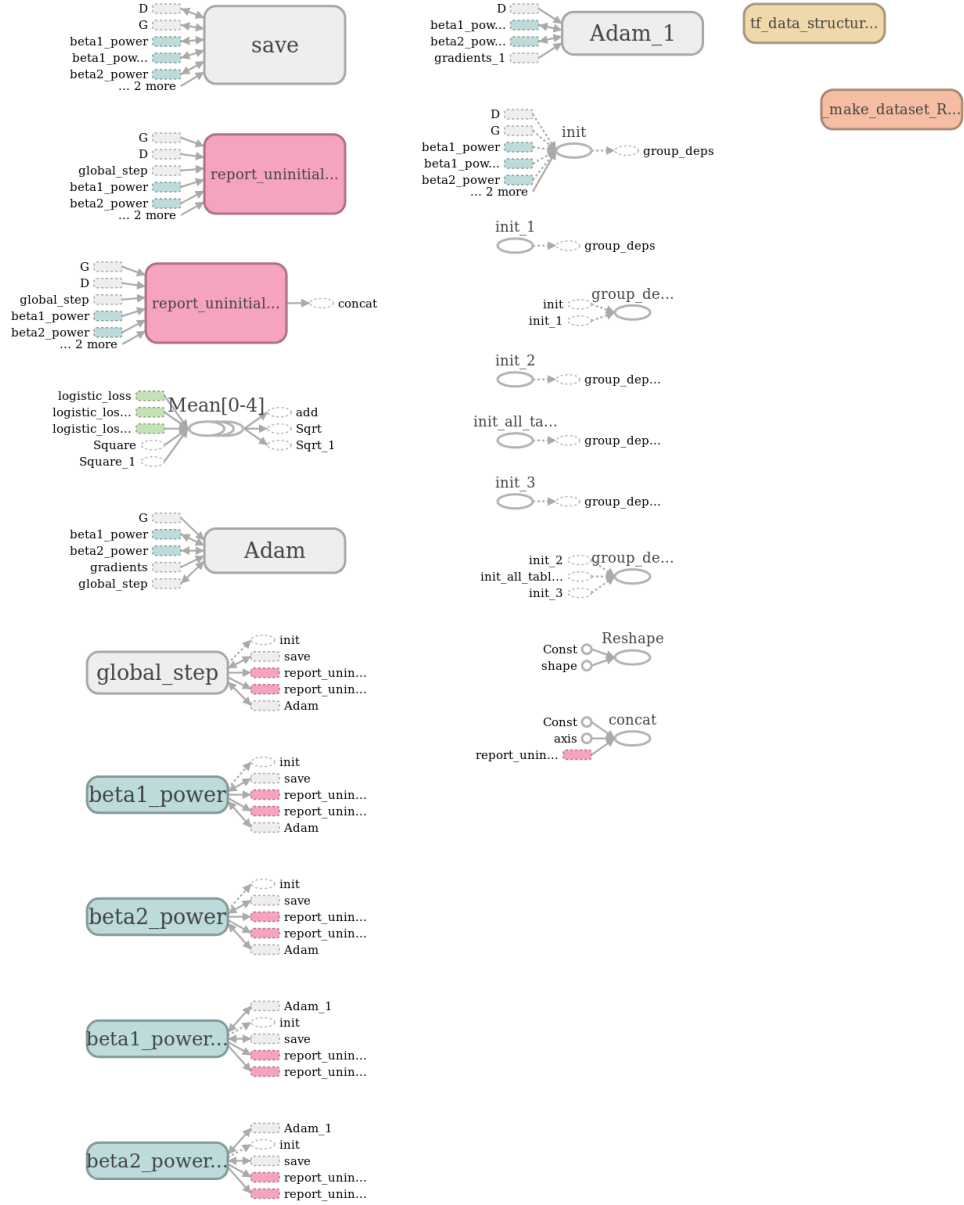 D
G
beta1_power
beta1_pow...
beta2_power
... 2 more
save
G
D
global_step
beta1_power
beta2_power
... 2 more
report_uninitial...
G
D
global_step
beta1_power
beta2_power
... 2 more
report_uninitial...
concat
logistic_loss
logistic_los...
logistic_los...
Square
Square_1
Mean[0-4]
add
Sqrt
Sqrt_1
G
beta1_power
beta2_power
gradients
global_step
Adam
global_step
init
save
report_unin...
report_unin...
Adam
beta1_power
init
save
report_unin...
report_unin...
Adam
beta2_power
init
save
report_unin...
report_unin...
Adam
beta1_power...
Adam_1
init
save
report_unin...
report_unin...
beta2_power...
Adam_1
init
save
report_unin...
report_unin...
D
beta1_pow...
beta2_pow...
gradients_1
Adam_1
D
G
beta1_power
beta1_pow...
beta2_power
... 2 more
init
group_deps
init_1
group_deps
init
init_1
group_de...
init_2
group_dep...
init_all_ta...
group_dep...
init_3
group_dep...
init_2
init_all_tabl...
init_3
group_de...
Const
shape
Reshape
Const
axis
report_unin...
concat
tf_data_structur...
_make_dataset_R...